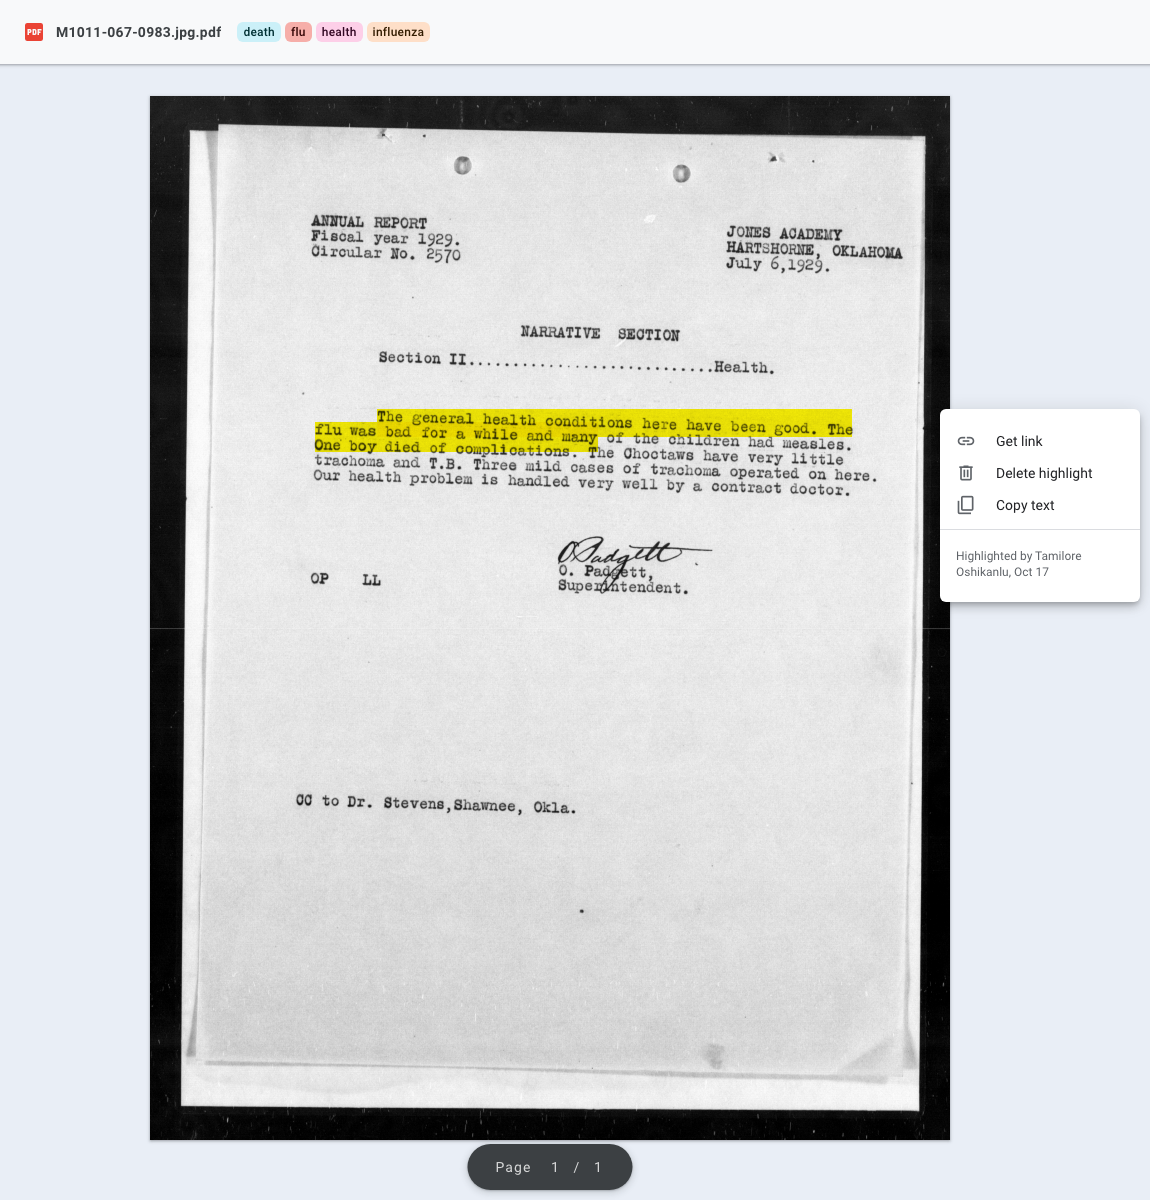 PDF M1011-067-0983.jpg.pdf death flu health influenza
ANNUAL REPORT
Fiscal year 1929.
Circular No. 2570
JONES ACADEMY
HARTSHORNE, OKLAHOMA
July 6,1929.
NARRATIVE SECTION
Section II............................Health.
The general health conditions here have been good. The
flu was bad for a while and many of the children had measles.
One boy died of complications. The Choctaws have very little
trachoma and T.B. Three mild cases of trachoma operated on here.
Our health problem is handled very well by a contract doctor.
O Padgett
O. Padgett,
Superintendent.
OP LL
CC to Dr. Stevens,Shawnee, Okla.
Get link
Delete highlight
Copy text
Highlighted by Tamilore
Oshikanlu, Oct 17
Page 1 / 1